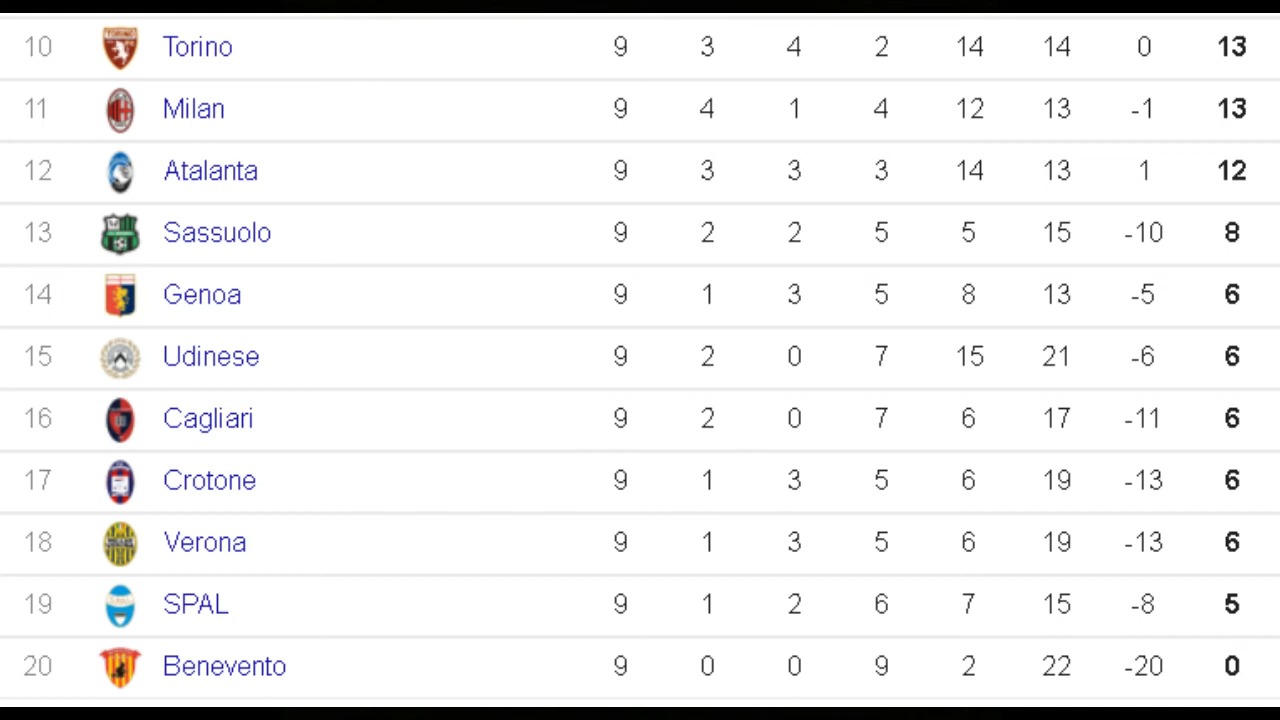 10 Torino 9 3 4 2 14 14 0 13
11 Milan 9 4 1 4 12 13 -1 13
12 Atalanta 9 3 3 3 14 13 1 12
13 Sassuolo 9 2 2 5 5 15 -10 8
14 Genoa 9 1 3 5 8 13 -5 6
15 Udinese 9 2 0 7 15 21 -6 6
16 Cagliari 9 2 0 7 6 17 -11 6
17 Crotone 9 1 3 5 6 19 -13 6
18 Verona 9 1 3 5 6 19 -13 6
19 SPAL 9 1 2 6 7 15 -8 5
20 Benevento 9 0 0 9 2 22 -20 0